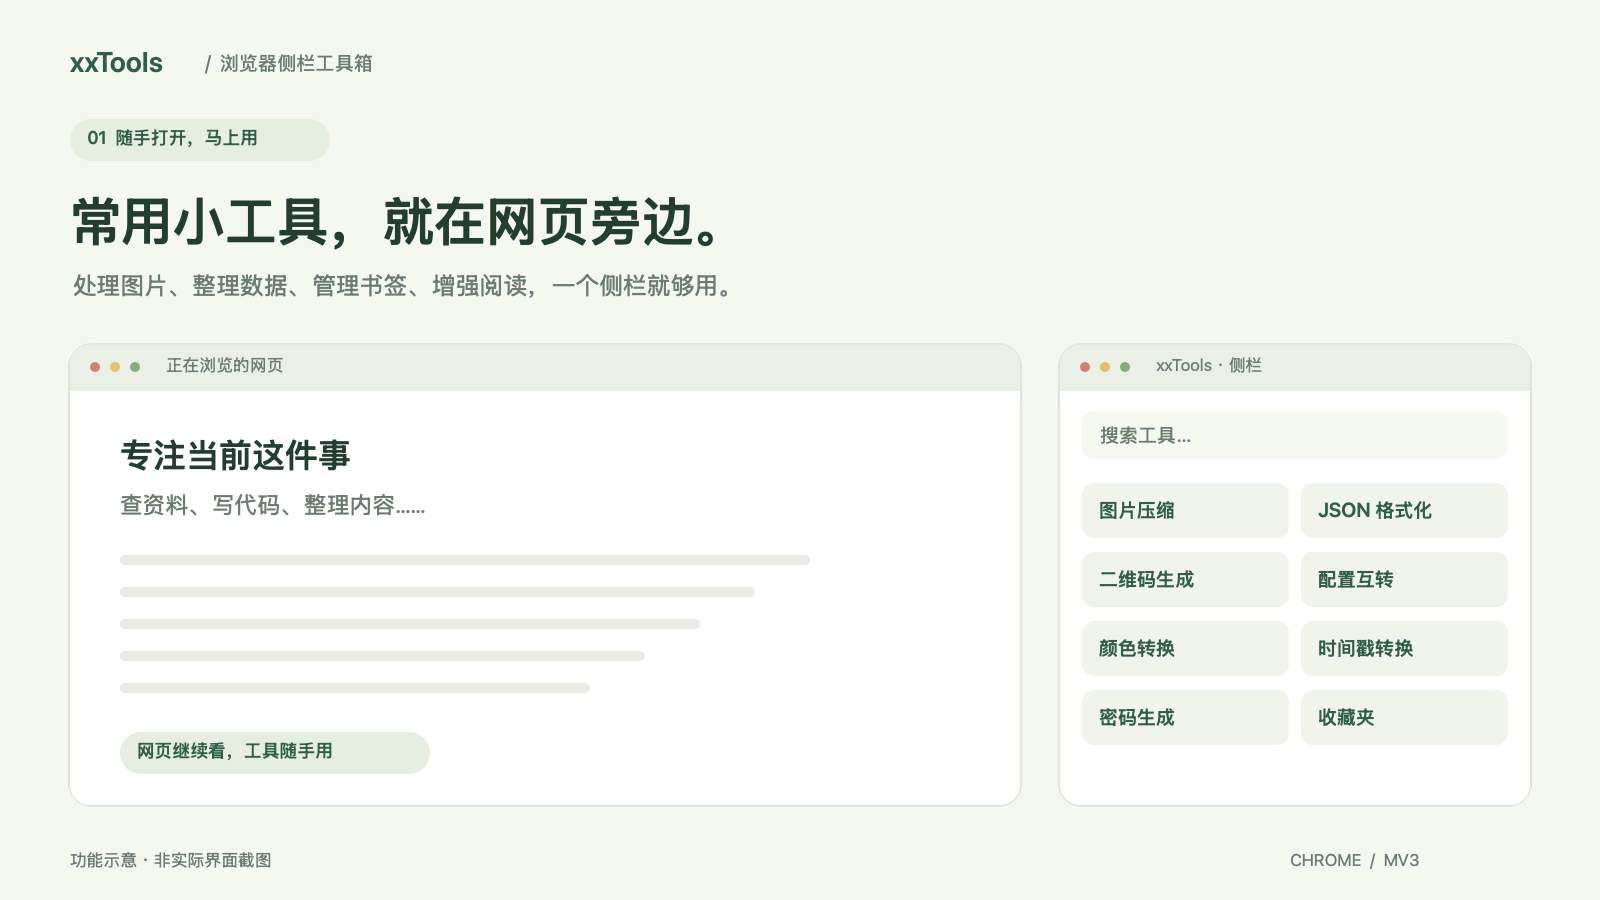 xxTools / 浏览器侧栏工具箱
01 随手打开，马上用
常用小工具，就在网页旁边。
处理图片、整理数据、管理书签、增强阅读，一个侧栏就够用。
正在浏览的网页
专注当前这件事
查资料、写代码、整理内容……
网页继续看，工具随手用
xxTools · 侧栏
搜索工具...
图片压缩
JSON 格式化
二维码生成
配置互转
颜色转换
时间戳转换
密码生成
收藏夹
功能示意 · 非实际界面截图
CHROME / MV3